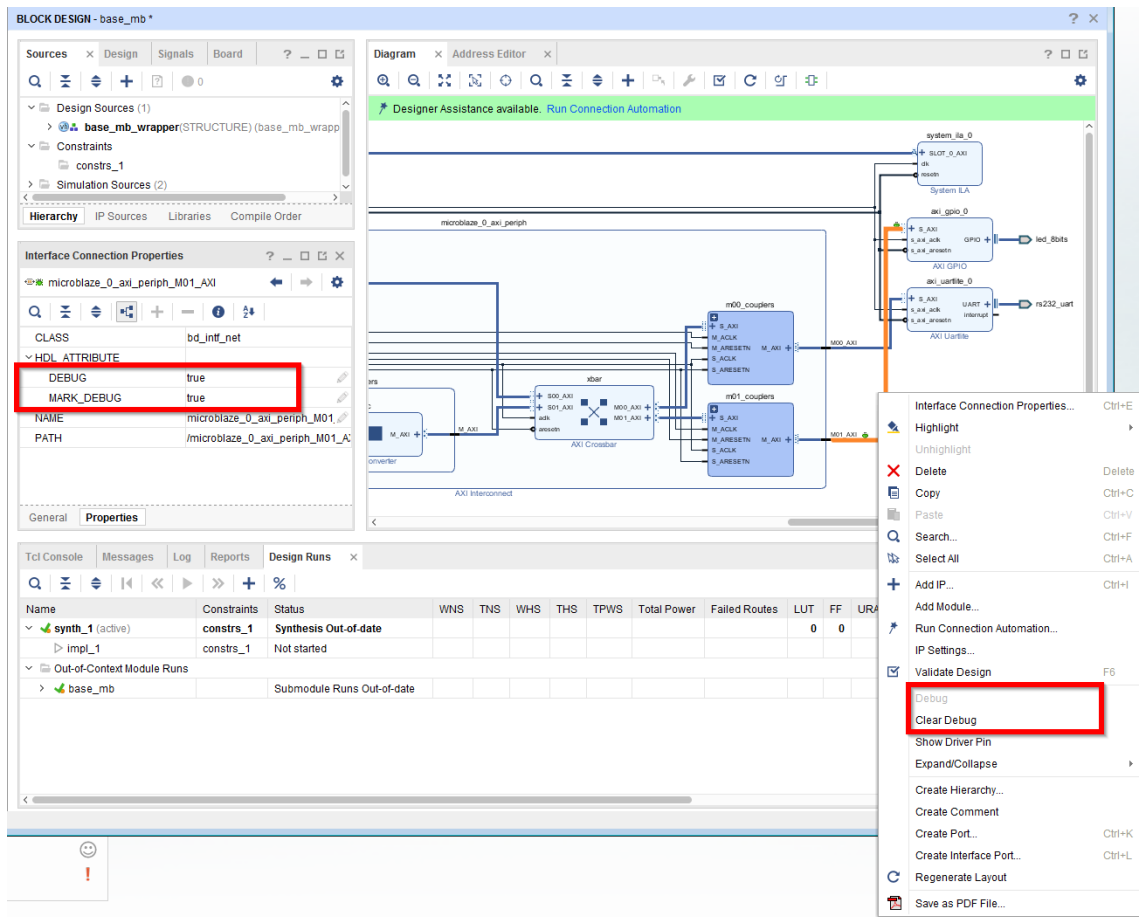 BLOCK DESIGN - base_mb *
Sources Design Signals Board
0
Design Sources (1)
base_mb_wrapper(STRUCTURE) (base_mb_wrapp
Constraints
constrs_1
Simulation Sources (2)
Hierarchy IP Sources Libraries Compile Order
Interface Connection Properties
microblaze_0_axi_periph_M01_AXI
CLASS bd_intf_net
HDL_ATTRIBUTE
DEBUG true
MARK_DEBUG true
NAME microblaze_0_axi_periph_M01_
PATH /microblaze_0_axi_periph_M01_A
General Properties
Diagram Address Editor
Designer Assistance available. Run Connection Automation
system_ila_0
SLOT_0_AXI
clk
resetn
System ILA
axi_gpio_0
S_AXI
s_axi_aclk GPIO
s_axi_aresetn
AXI GPIO
led_8bits
axi_uartlite_0
S_AXI
s_axi_aclk UART
s_axi_aresetn interrupt
AXI Uartlite
rs232_uart
microblaze_0_axi_periph
m00_couplers
S_AXI
M_ACLK
M_ARESETN M_AXI
S_ACLK
S_ARESETN
M00_AXI
xbar
S00_AXI
S01_AXI M00_AXI
aclk M01_AXI
aresetn
AXI Crossbar
m01_couplers
S_AXI
M_ACLK
M_ARESETN M_AXI
S_ACLK
S_ARESETN
M01_AXI
ers
M_AXI
M_AXI
onverter
AXI Interconnect
Interface Connection Properties... Ctrl+E
Highlight
Unhighlight
Delete Delete
Copy Ctrl+C
Paste Ctrl+V
Search... Ctrl+F
Select All Ctrl+A
Add IP... Ctrl+I
Add Module...
Run Connection Automation...
IP Settings...
Validate Design F6
Debug
Clear Debug
Show Driver Pin
Expand/Collapse
Create Hierarchy...
Create Comment
Create Port... Ctrl+K
Create Interface Port... Ctrl+L
Regenerate Layout
Save as PDF File...
Tcl Console Messages Log Reports Design Runs
Name Constraints Status WNS TNS WHS THS TPWS Total Power Failed Routes LUT FF URA
synth_1 (active) constrs_1 Synthesis Out-of-date 0 0
impl_1 constrs_1 Not started
Out-of-Context Module Runs
base_mb Submodule Runs Out-of-date